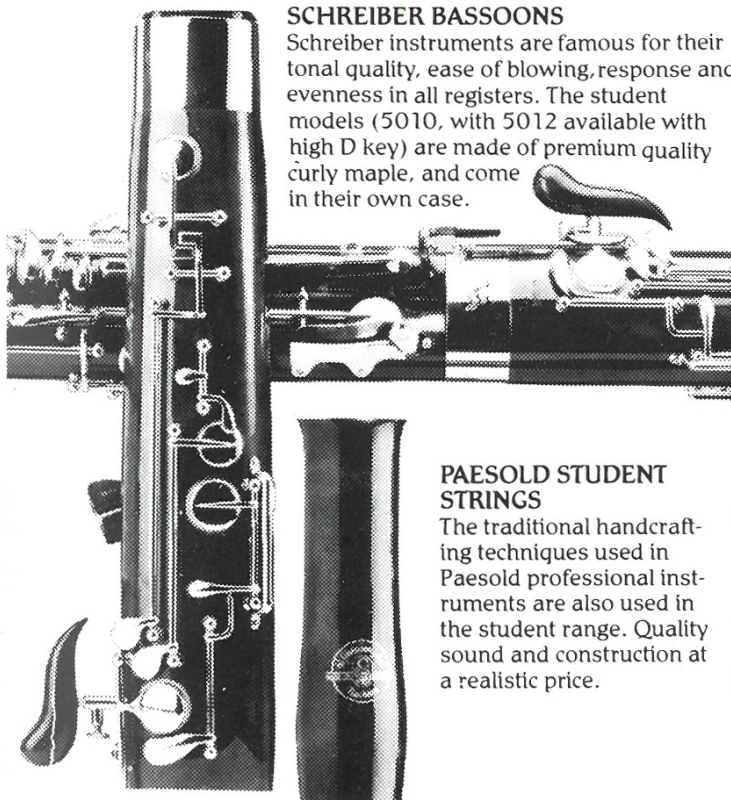 SCHREIBER BASSOONS
Schreiber instruments are famous for their
tonal quality, ease of blowing, response and
evenness in all registers. The student
models (5010, with 5012 available with
high D key) are made of premium quality
curly maple, and come
in their own case.
PAESOLD STUDENT
STRINGS
The traditional handcraft-
ing techniques used in
Paesold professional inst-
ruments are also used in
the student range. Quality
sound and construction at
a realistic price.